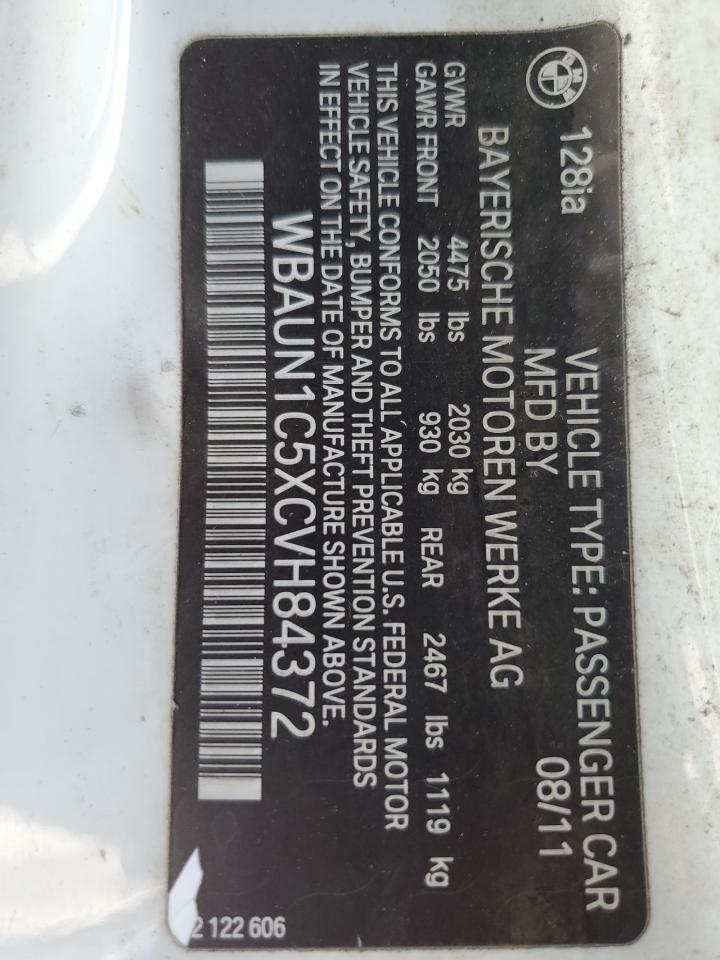 BMW
128ia
VEHICLE TYPE: PASSENGER CAR
MFD BY
08/11
BAYERISCHE MOTOREN WERKE AG
GVWR 4475 lbs 2030 kg
GAWR FRONT 2050 lbs 930 kg REAR 2467 lbs 1119 kg
THIS VEHICLE CONFORMS TO ALL APPLICABLE U.S. FEDERAL MOTOR
VEHICLE SAFETY, BUMPER AND THEFT PREVENTION STANDARDS
IN EFFECT ON THE DATE OF MANUFACTURE SHOWN ABOVE.
WBAUN1C5XCVH84372
2 122 606